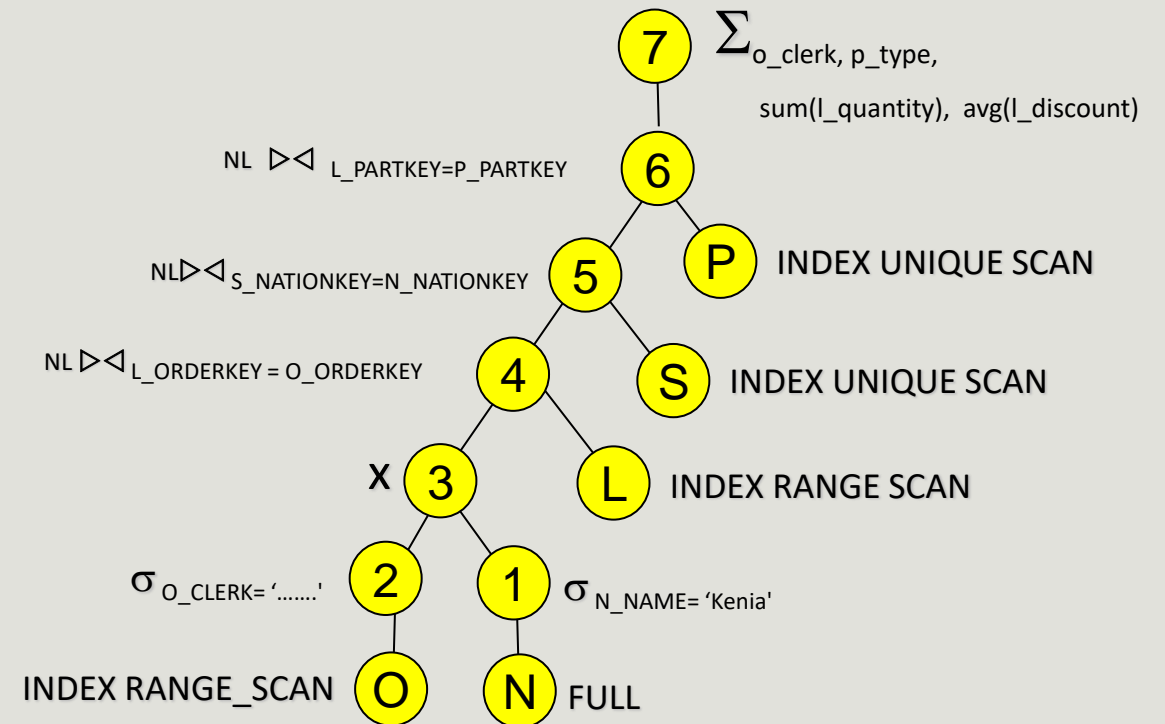 7 Σ o_clerk, p_type,
sum(l_quantity), avg(l_discount)
NL ▷◁ L_PARTKEY=P_PARTKEY 6
P INDEX UNIQUE SCAN
NL▷◁ S_NATIONKEY=N_NATIONKEY 5
NL ▷◁ L_ORDERKEY = O_ORDERKEY 4
S INDEX UNIQUE SCAN
x 3
L INDEX RANGE SCAN
σ O_CLERK= ‘…….' 2
1 σ N_NAME= ‘Kenia'
INDEX RANGE_SCAN O
N FULL